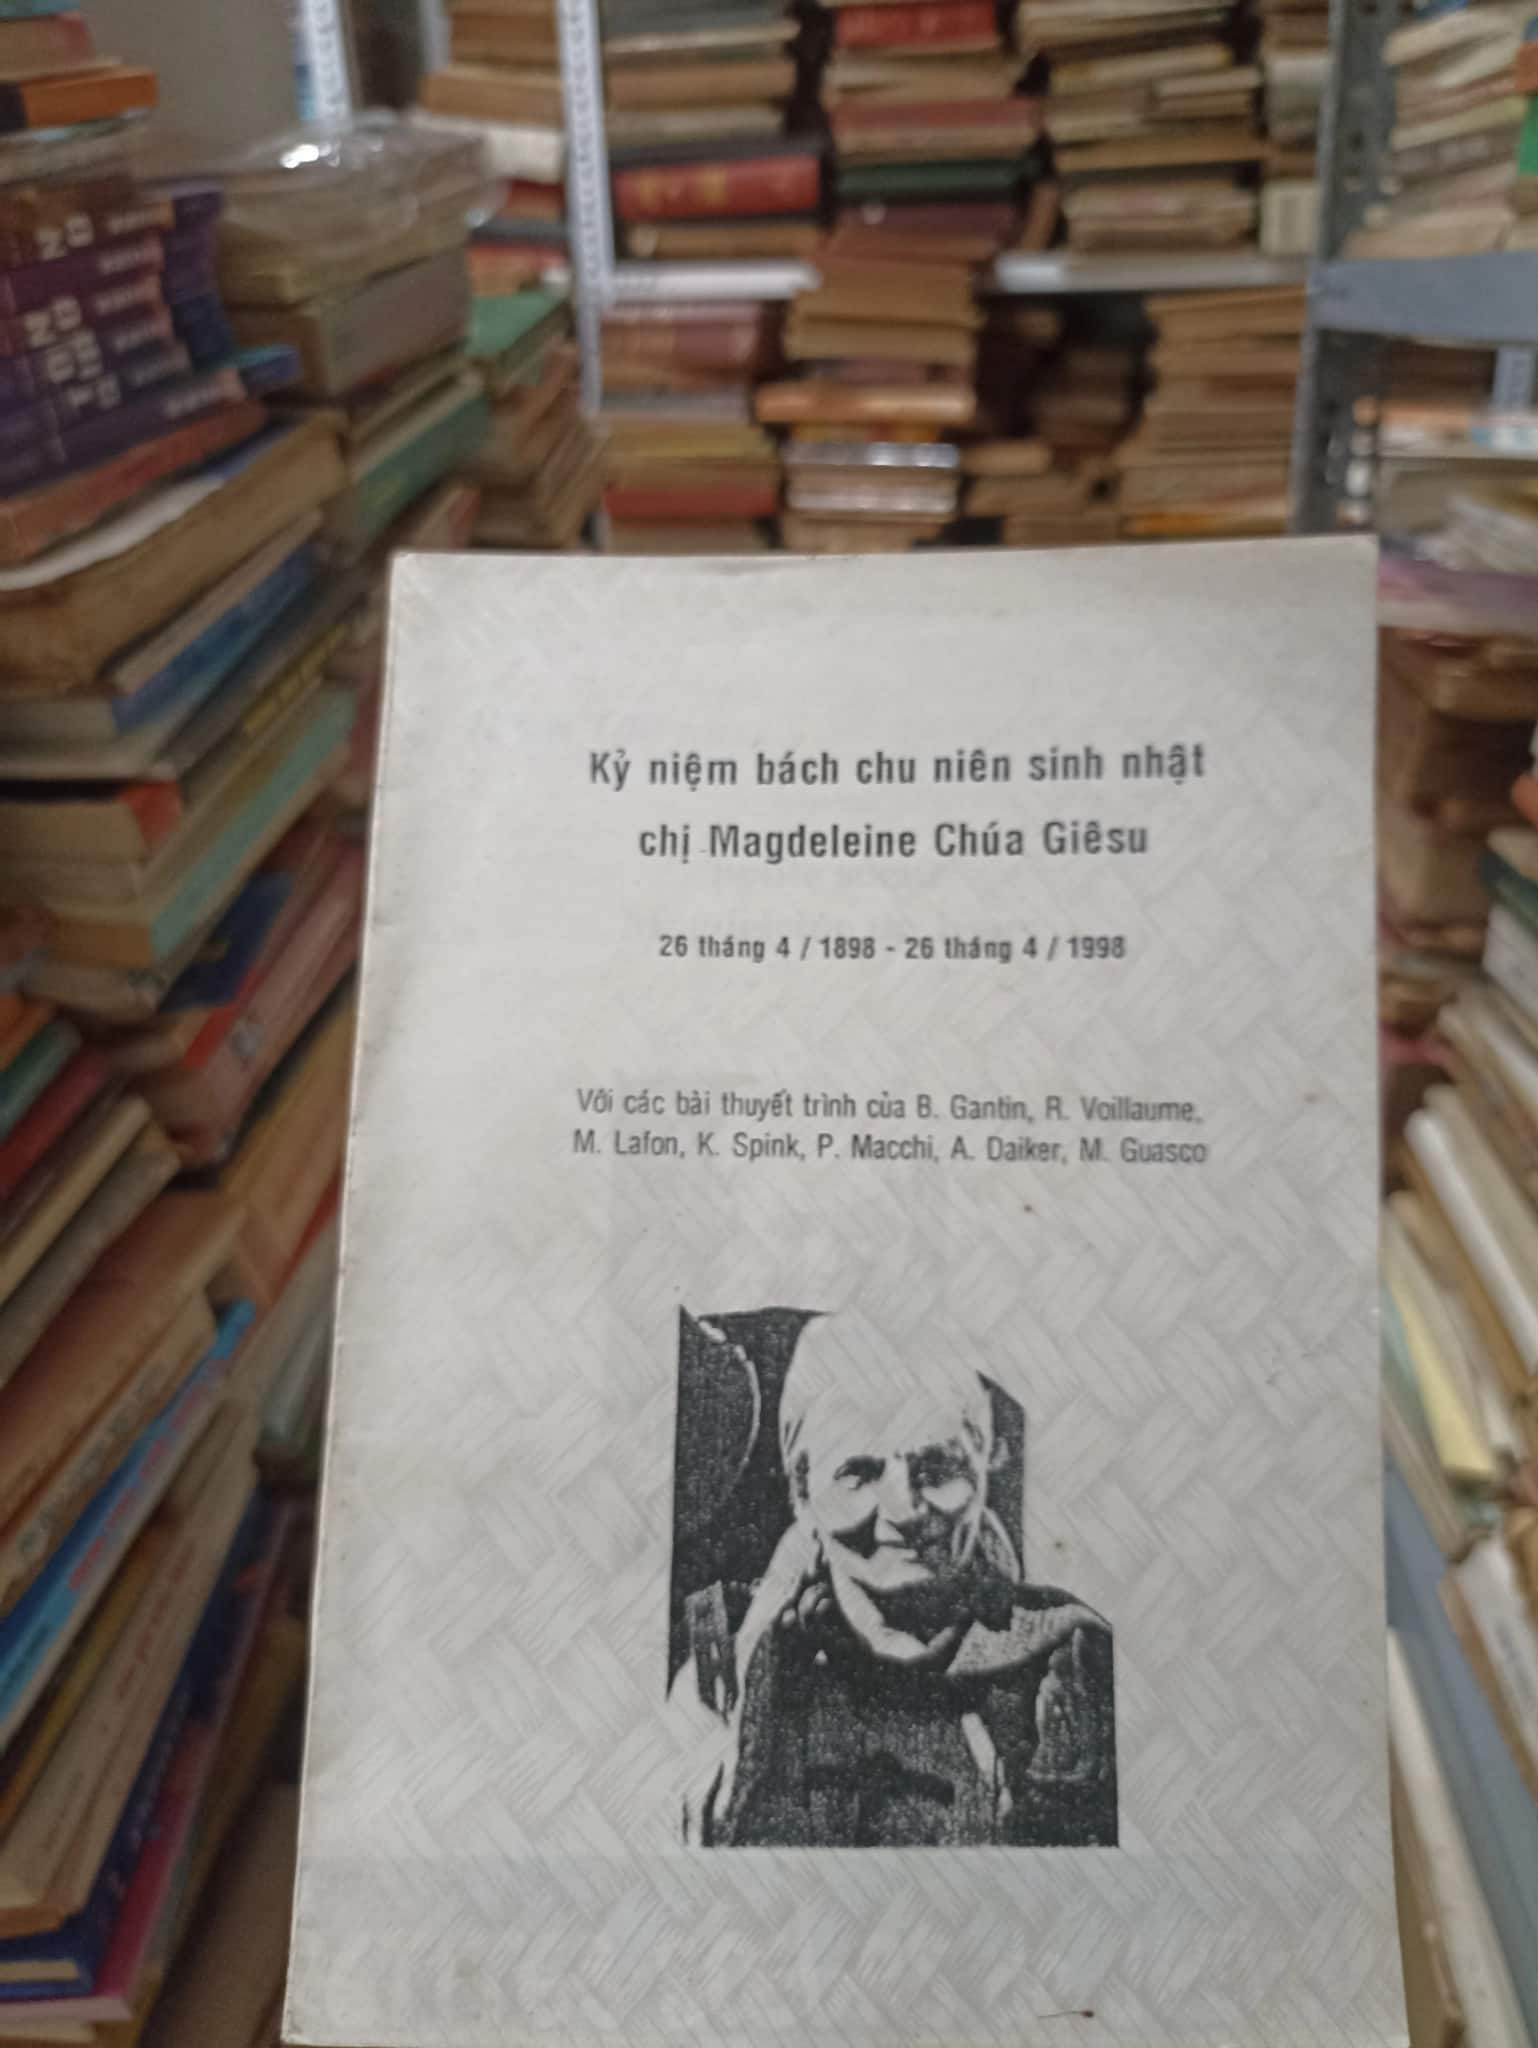 Kỷ niệm bách chu niên sinh nhật
chị Magdeleine Chúa Giêsu
26 tháng 4 / 1898 - 26 tháng 4 / 1998
Với các bài thuyết trình của B. Gantin, R. Voillaume,
M. Lafon, K. Spink, P. Macchi, A. Daiker, M. Guasco